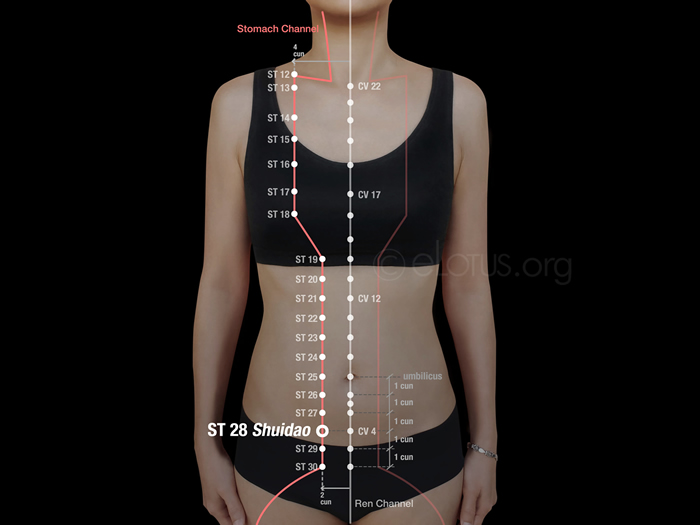 Stomach Channel
4
cun
ST 12
ST 13
CV 22
ST 14
ST 15
ST 16
ST 17
CV 17
ST 18
ST 19
© eLotus.org
ST 20
ST 21
CV 12
ST 22
ST 23
ST 24
ST 25
umbilicus
1 cun
ST 26
1 cun
ST 27
ST 28 Shuidao
CV 4
1 cun
1 cun
ST 29
1 cun
ST 30
2
cun
Ren Channel